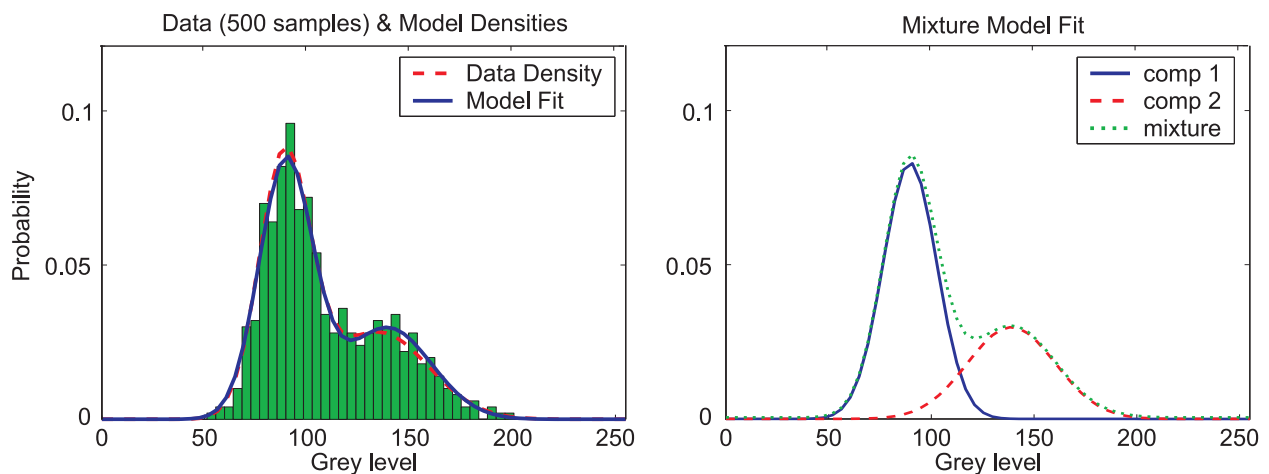 Data (500 samples) & Model Densities
Data Density
Model Fit
0.1
0.05
0
Probability
0 50 100 150 200 250
Grey level
Mixture Model Fit
comp 1
comp 2
mixture
0.1
0.05
0
0 50 100 150 200 250
Grey level